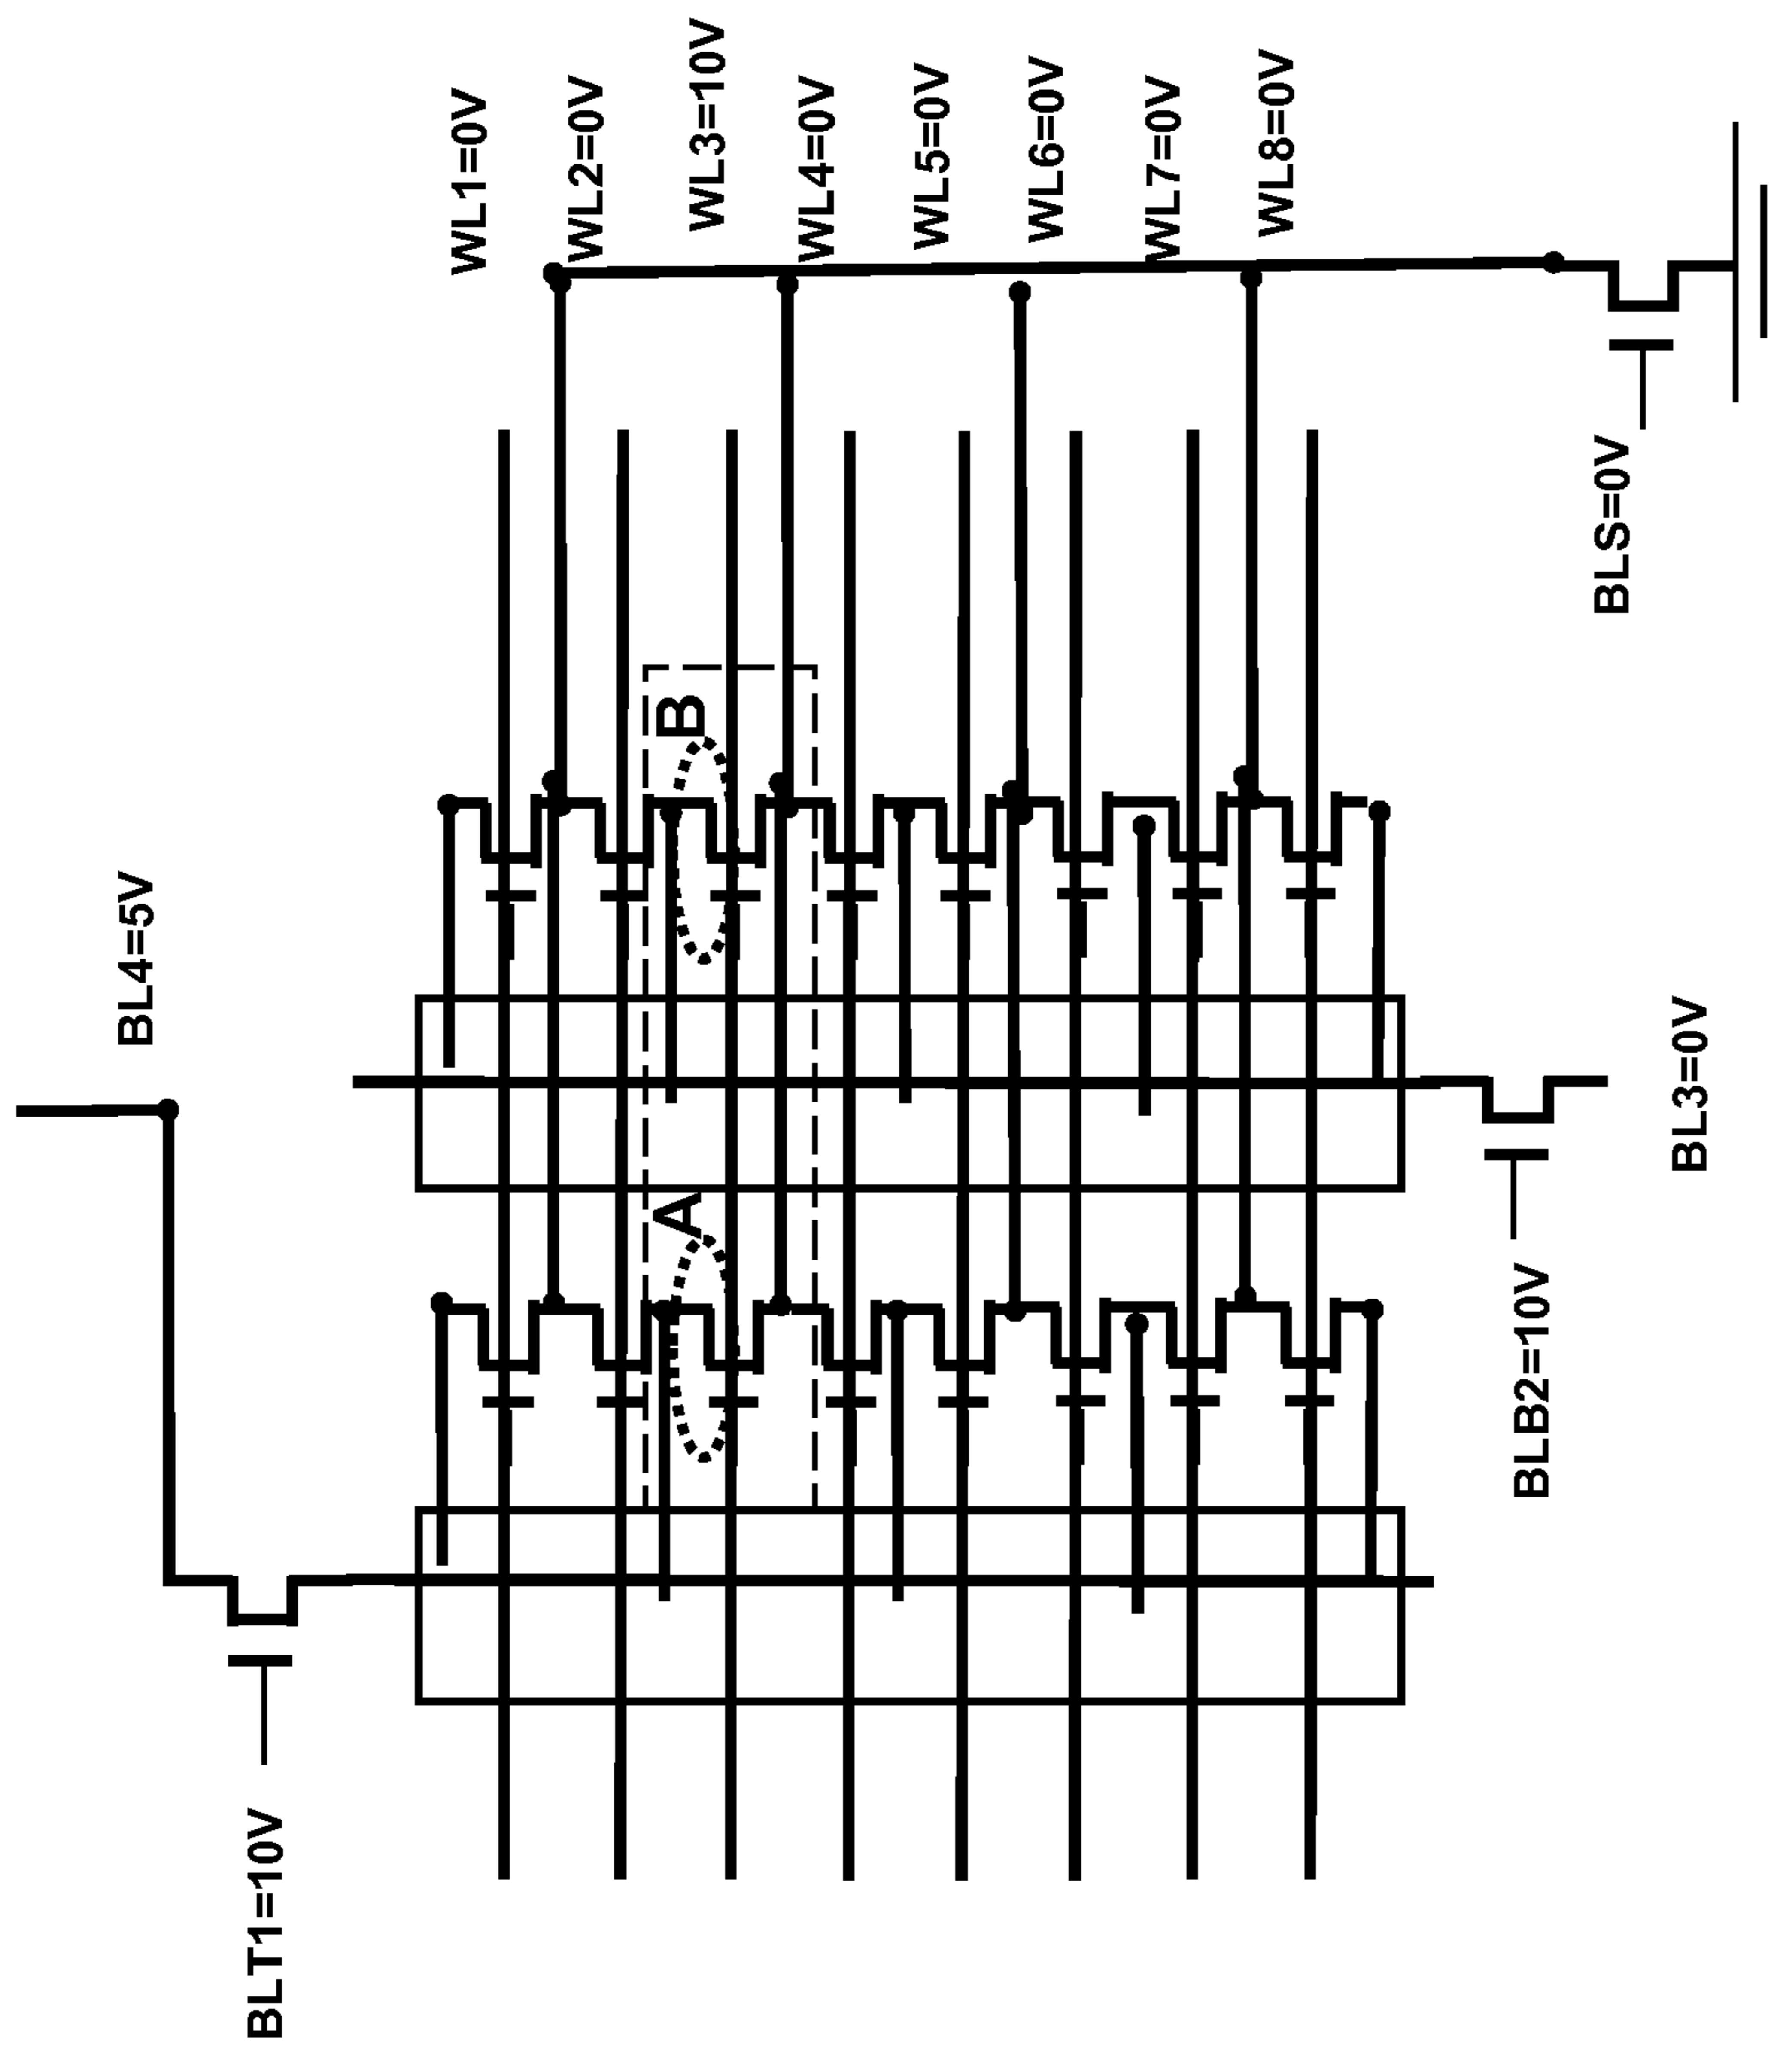 WL1=0V
WL2=0V
WL3=10V
WL4=0V
WL5=0V
WL6=0V
WL7=0V
WL8=0V
BLS=0V
B
BL4=5V
BL3=0V
A
BLB2=10V
BLT1=10V